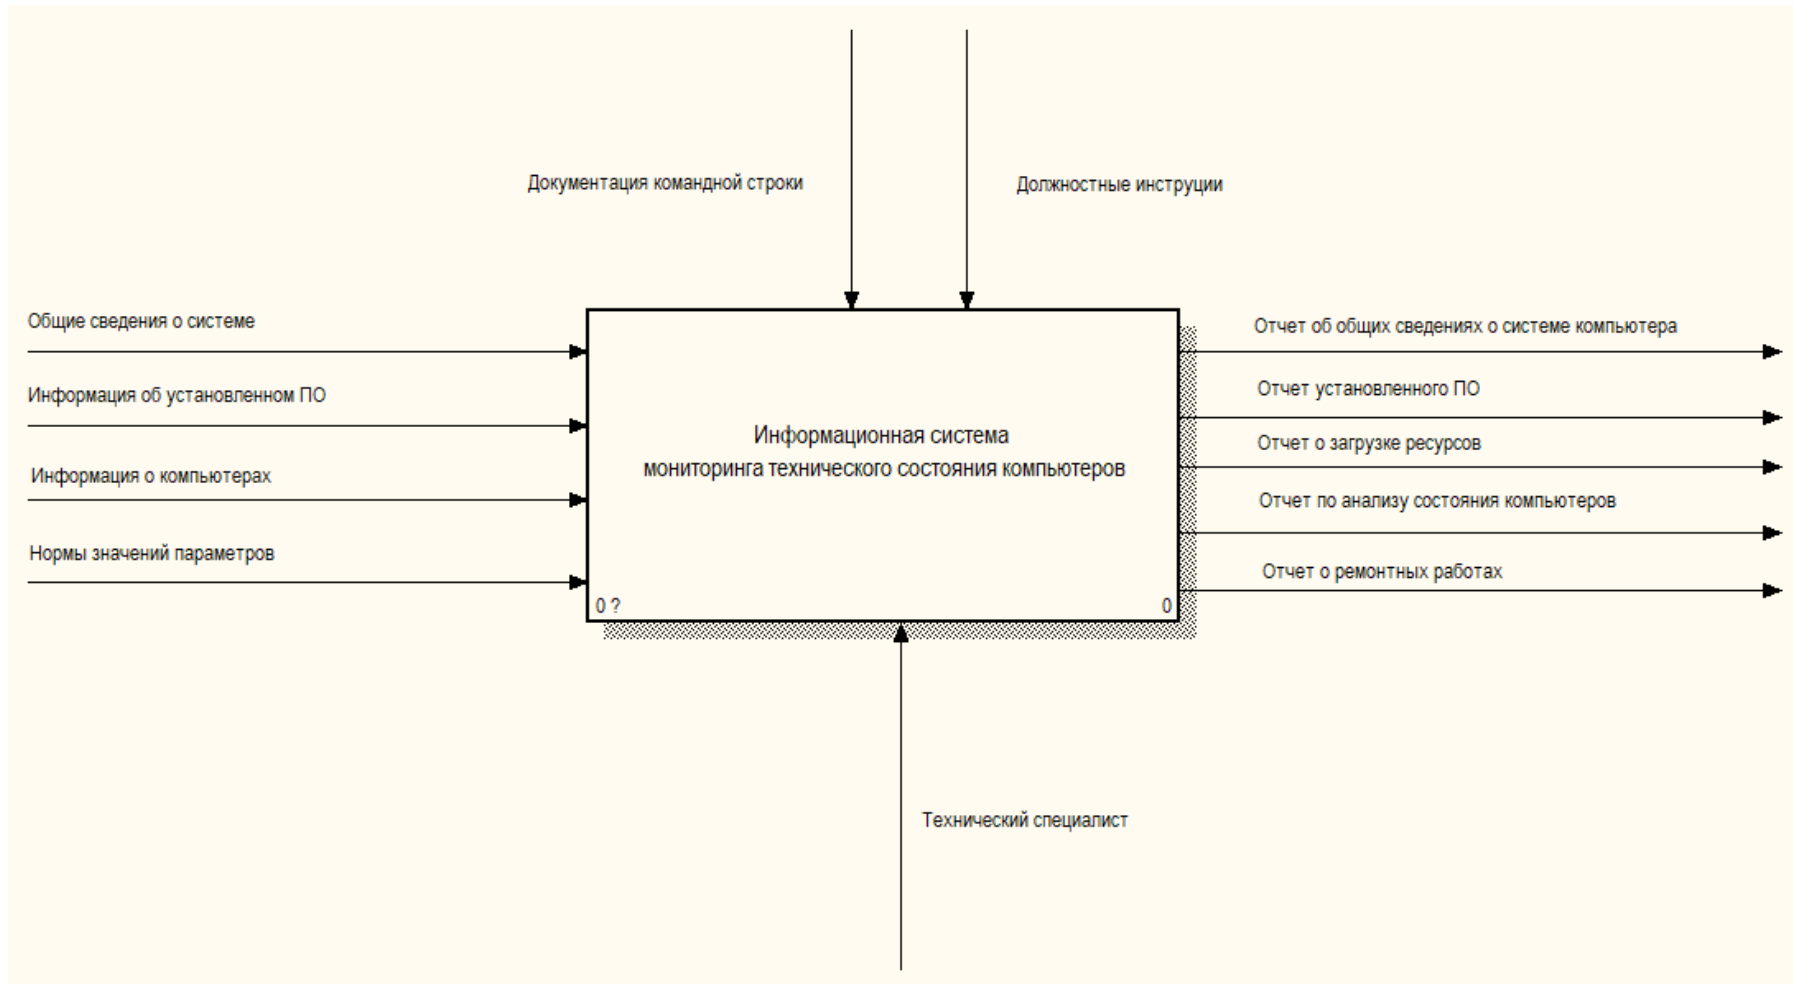 Документация командной строки
Должностные инструции
Общие сведения о системе
Информация об установленном ПО
Информация о компьютерах
Нормы значений параметров
Информационная система
мониторинга технического состояния компьютеров
0 ?
0
Отчет об общих сведениях о системе компьютера
Отчет установленного ПО
Отчет о загрузке ресурсов
Отчет по анализу состояния компьютеров
Отчет о ремонтных работах
Технический специалист